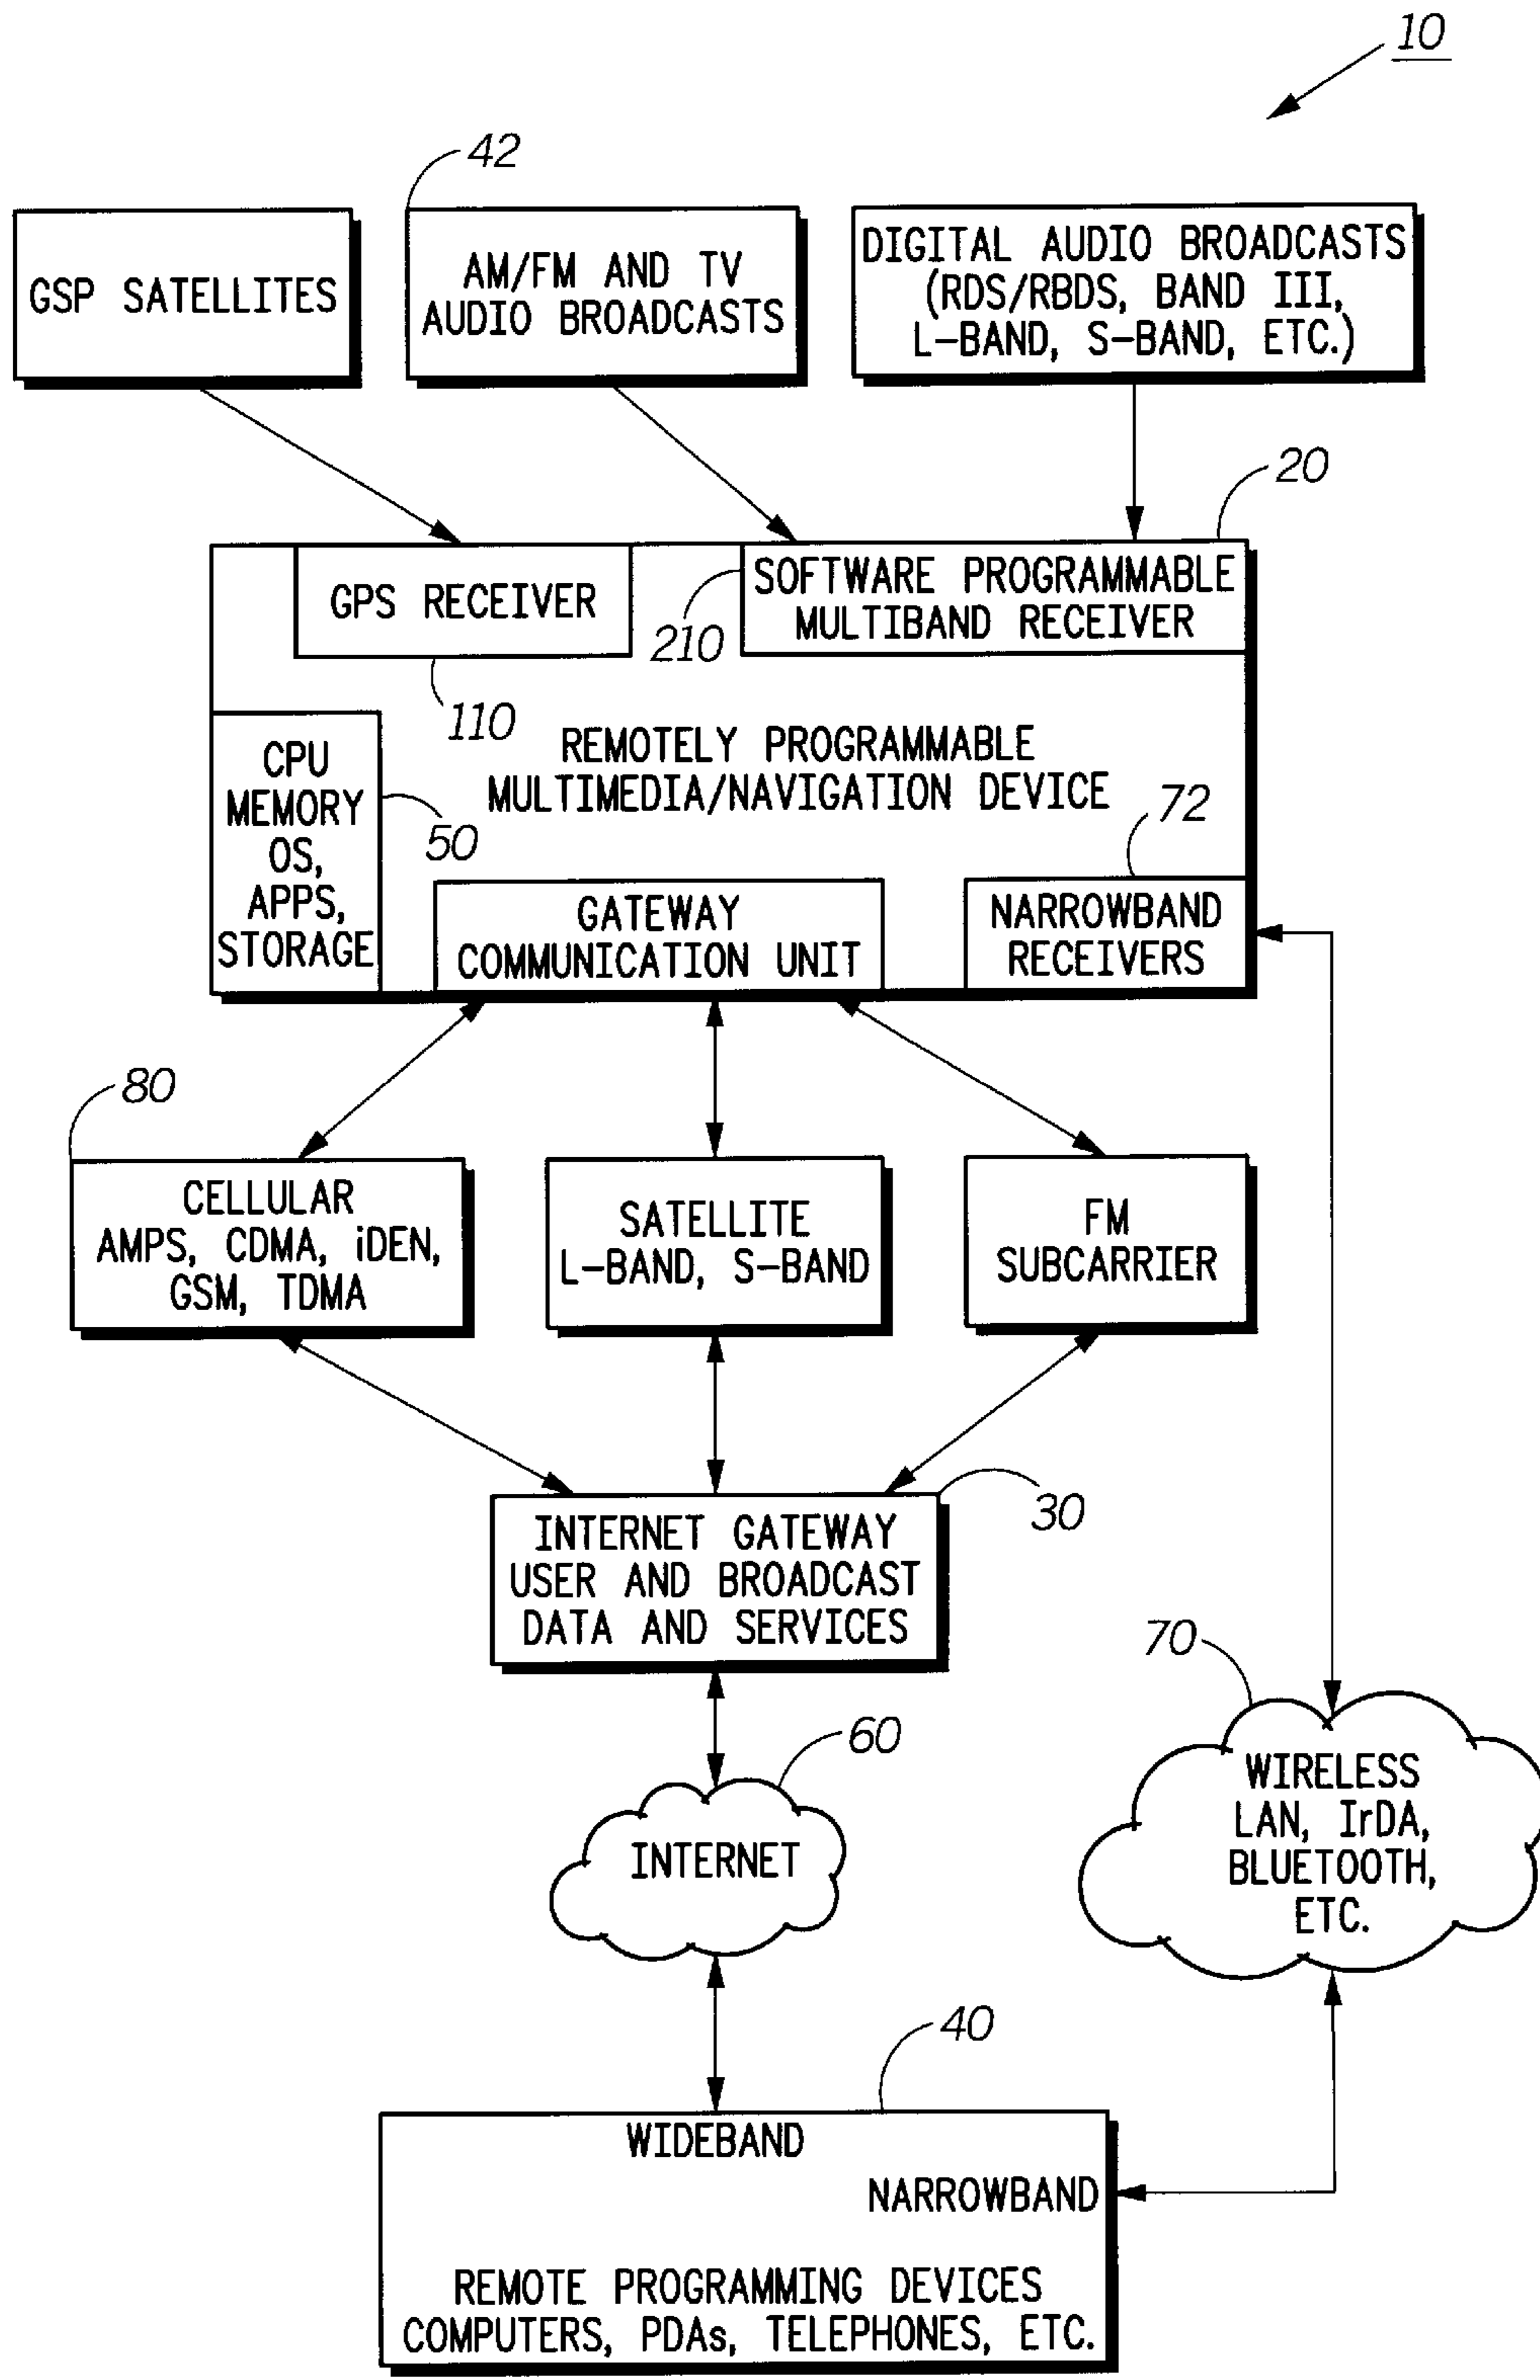 10
42
GSP SATELLITES
AM/FM AND TV
AUDIO BROADCASTS
DIGITAL AUDIO BROADCASTS
(RDS/RBDS, BAND III,
L-BAND, S-BAND, ETC.)
20
GPS RECEIVER
110
210
SOFTWARE PROGRAMMABLE
MULTIBAND RECEIVER
REMOTELY PROGRAMMABLE
MULTIMEDIA/NAVIGATION DEVICE
CPU
MEMORY
OS,
APPS,
STORAGE
50
72
GATEWAY
COMMUNICATION UNIT
NARROWBAND
RECEIVERS
80
CELLULAR
AMPS, CDMA, iDEN,
GSM, TDMA
SATELLITE
L-BAND, S-BAND
FM
SUBCARRIER
30
INTERNET GATEWAY
USER AND BROADCAST
DATA AND SERVICES
70
60
INTERNET
WIRELESS
LAN, IrDA,
BLUETOOTH,
ETC.
40
WIDEBAND
NARROWBAND
REMOTE PROGRAMMING DEVICES
COMPUTERS, PDAs, TELEPHONES, ETC.